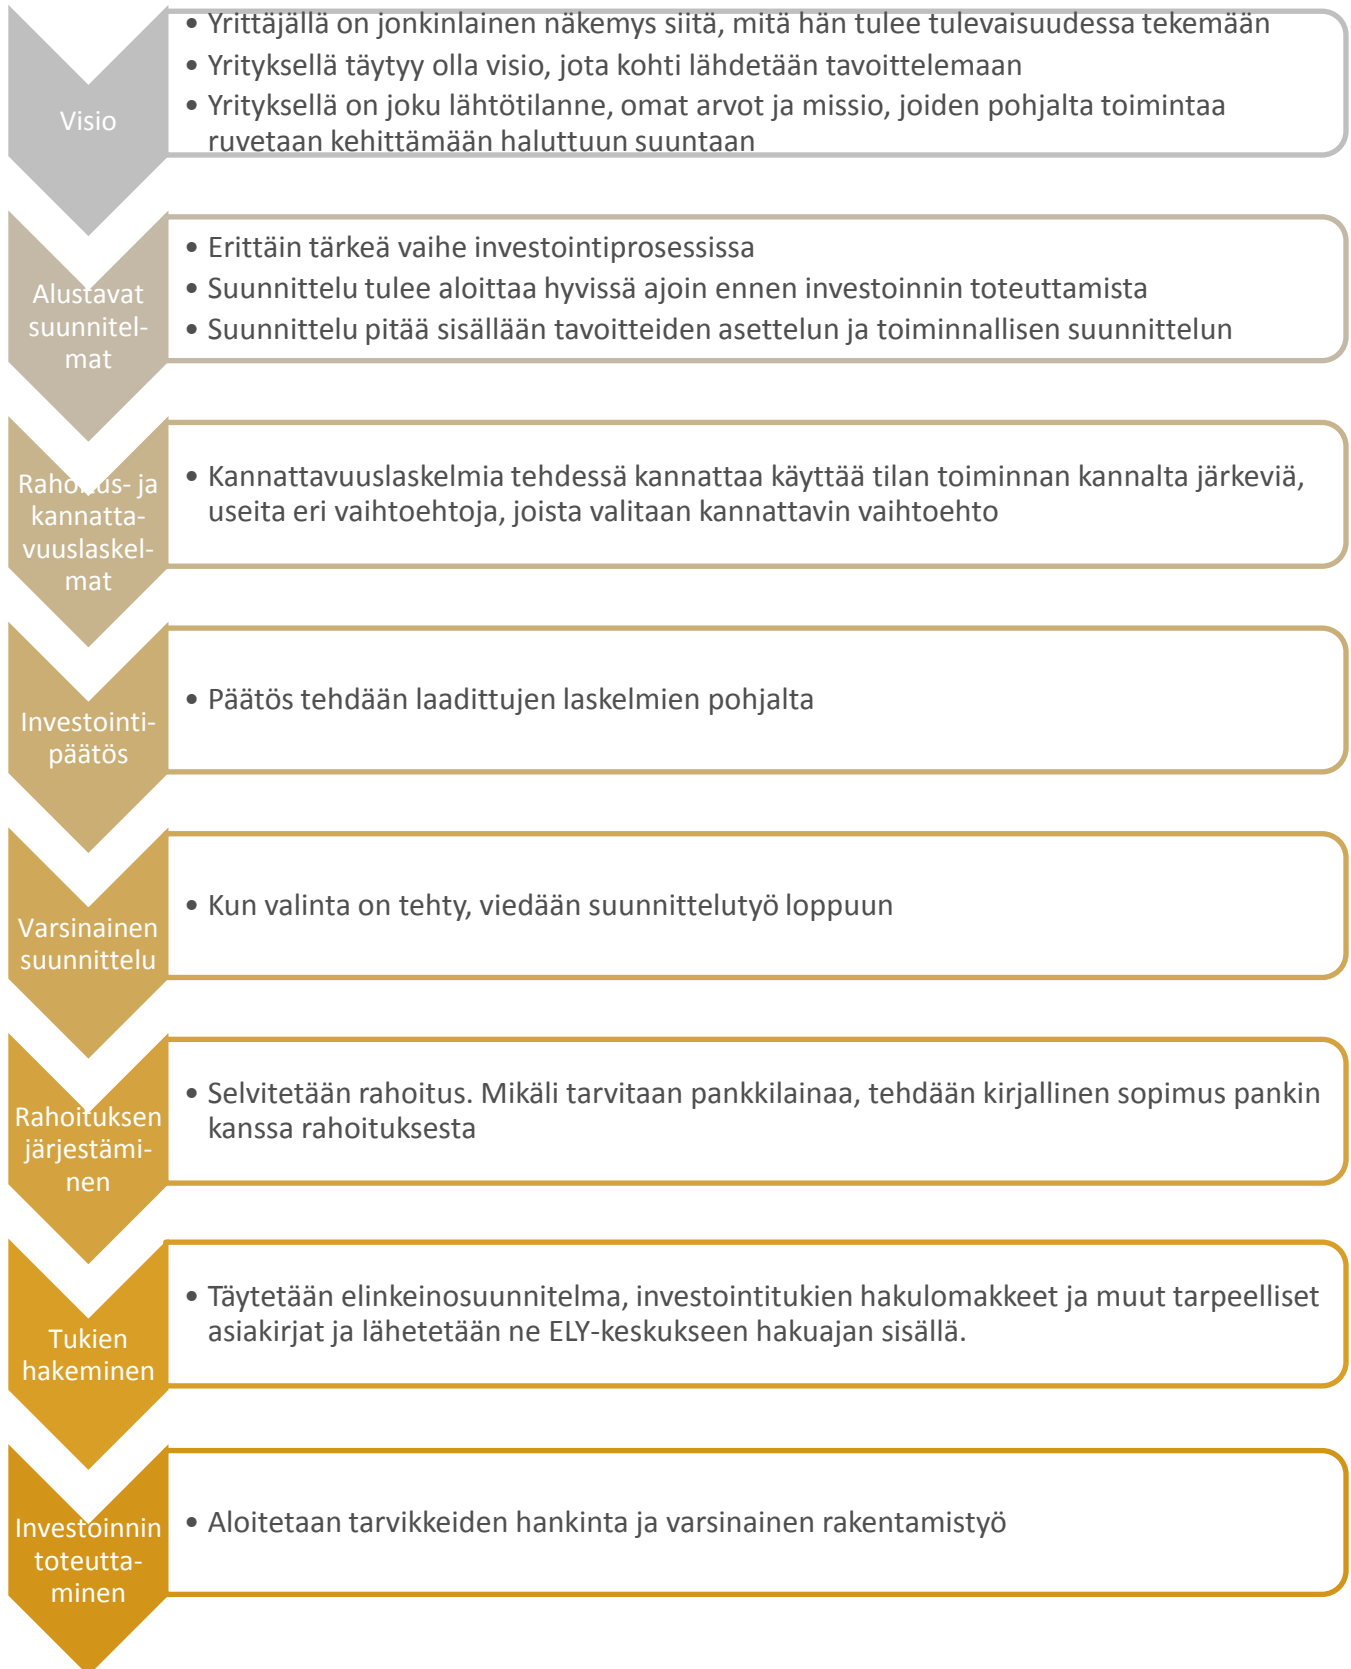 Visio
• Yrittäjällä on jonkinlainen näkemys siitä, mitä hän tulee tulevaisuudessa tekemään
• Yrityksellä täytyy olla visio, jota kohti lähdetään tavoittelemaan
• Yrityksellä on joku lähtötilanne, omat arvot ja missio, joiden pohjalta toimintaa
ruvetaan kehittämään haluttuun suuntaan
Alustavat
suunnitel-
mat
• Erittäin tärkeä vaihe investointiprosessissa
• Suunnittelu tulee aloittaa hyvissä ajoin ennen investoinnin toteuttamista
• Suunnittelu pitää sisällään tavoitteiden asettelun ja toiminnallisen suunnittelun
Rahoitus- ja
kannatta-
vuuslaskel-
mat
• Kannattavuuslaskelmia tehdessä kannattaa käyttää tilan toiminnan kannalta järkeviä,
useita eri vaihtoehtoja, joista valitaan kannattavin vaihtoehto
Investointi-
päätös
• Päätös tehdään laadittujen laskelmien pohjalta
Varsinainen
suunnittelu
• Kun valinta on tehty, viedään suunnittelutyö loppuun
Rahoituksen
järjestämi-
nen
• Selvitetään rahoitus. Mikäli tarvitaan pankkilainaa, tehdään kirjallinen sopimus pankin
kanssa rahoituksesta
Tukien
hakeminen
• Täytetään elinkeinosuunnitelma, investointitukien hakulomakkeet ja muut tarpeelliset
asiakirjat ja lähetetään ne ELY-keskukseen hakuajan sisällä.
Investoinnin
toteutta-
minen
• Aloitetaan tarvikkeiden hankinta ja varsinainen rakentamistyö